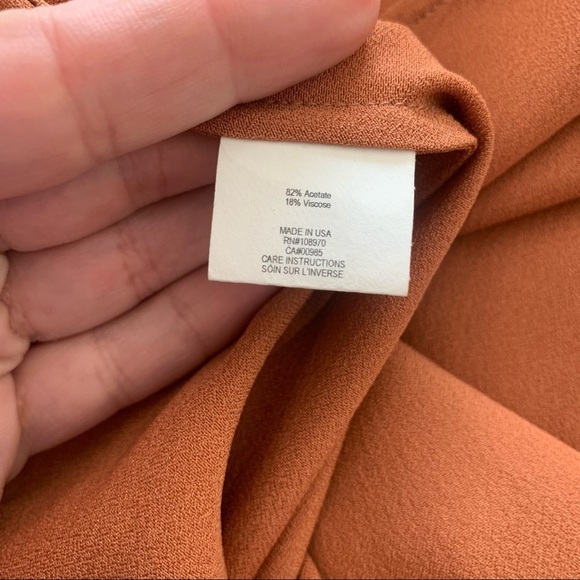 82% Acetate
18% Viscose
MADE IN USA
RN#108970
CA#00985
CARE INSTRUCTIONS
SOIN SUR L'INVERSE